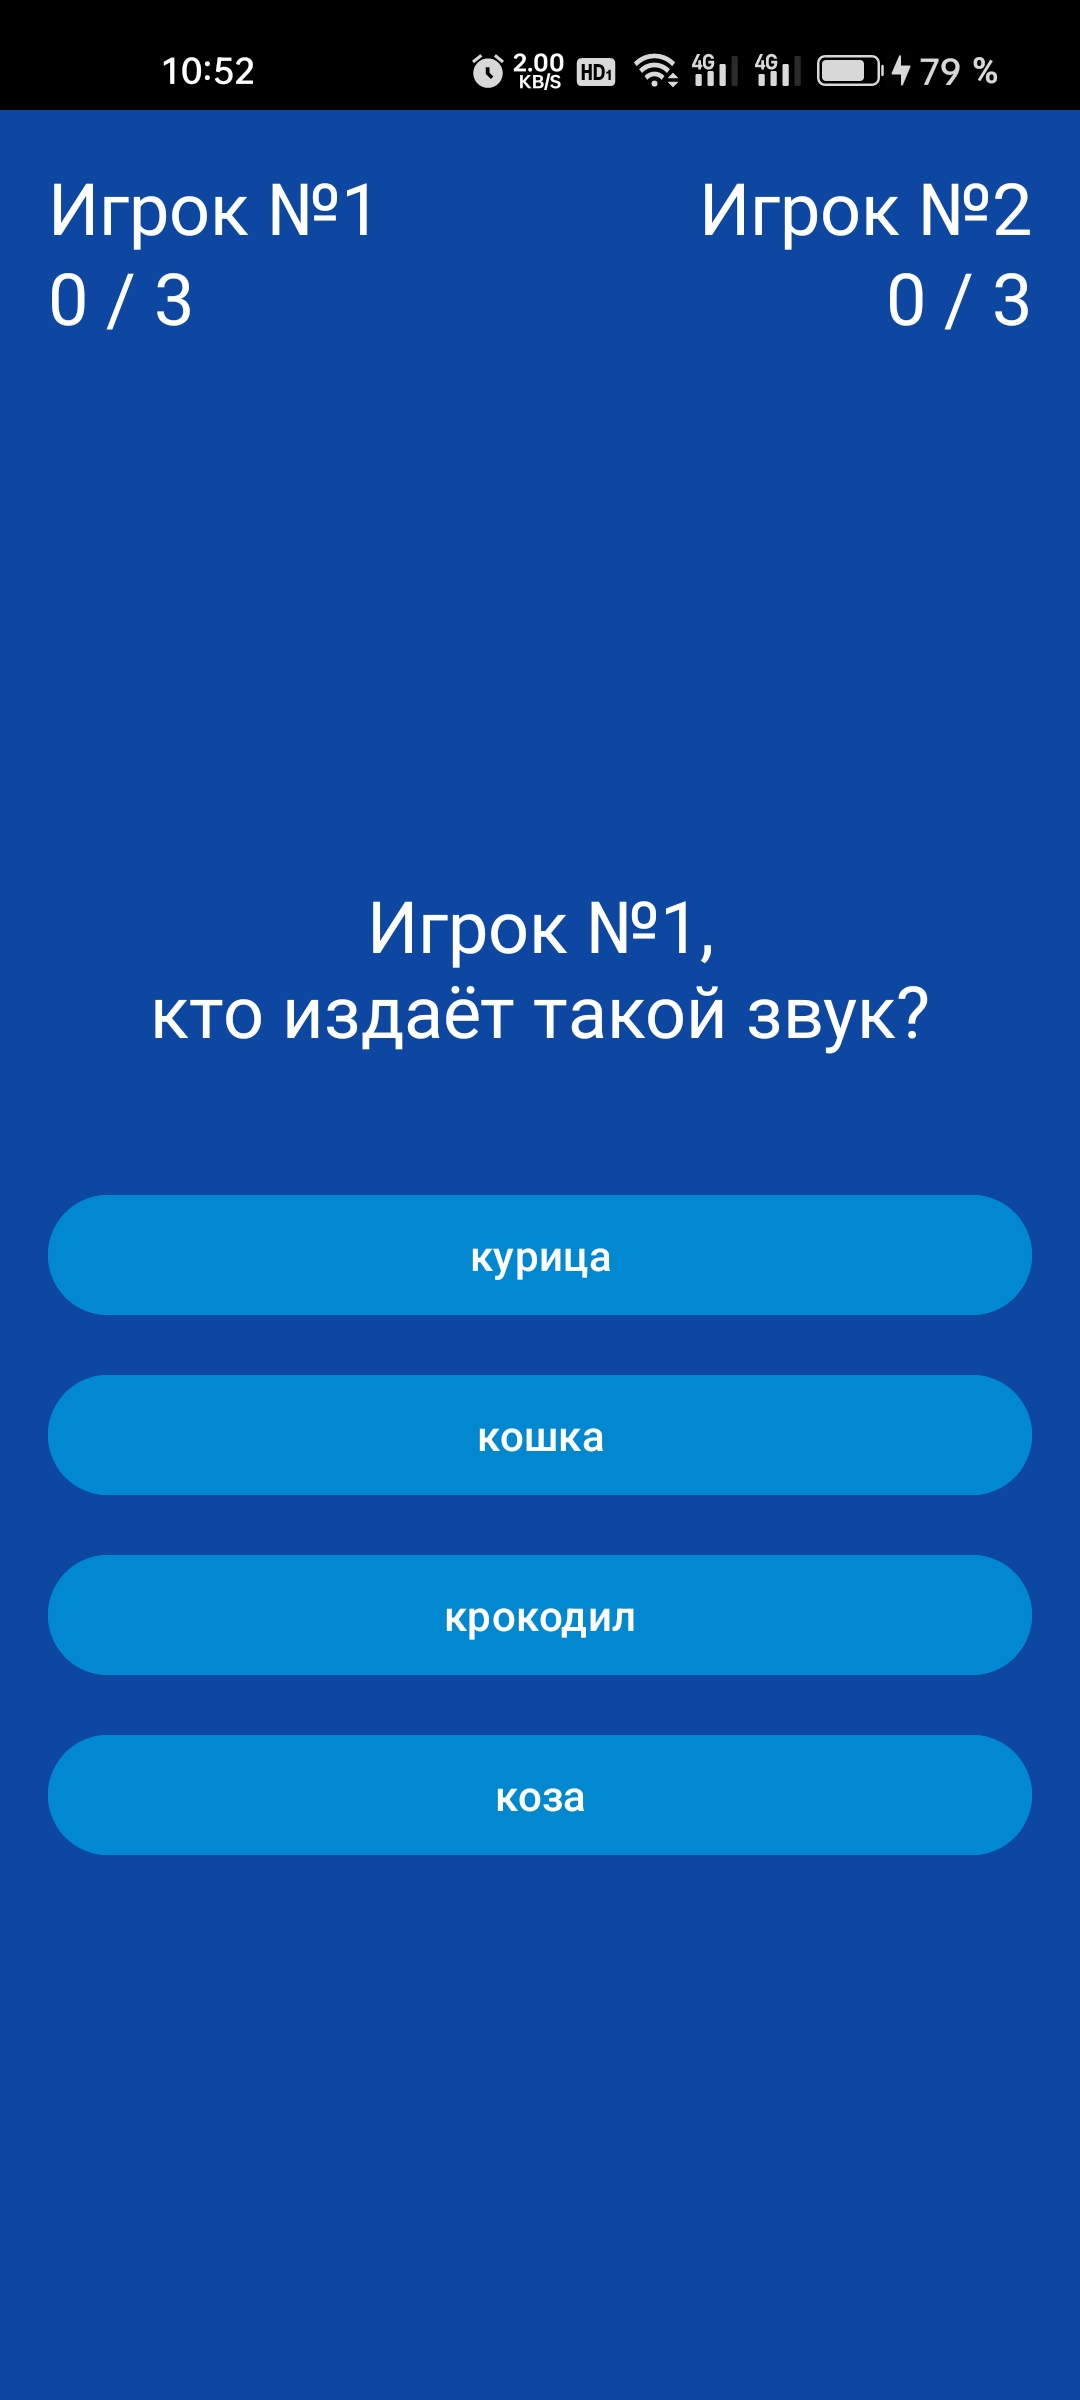 10:52
2.00
KB/S
HD1
4G
4G
79 %
Игрок №1
Игрок №2
0 / 3
0 / 3
Игрок №1,
кто издаёт такой звук?
курица
кошка
крокодил
коза